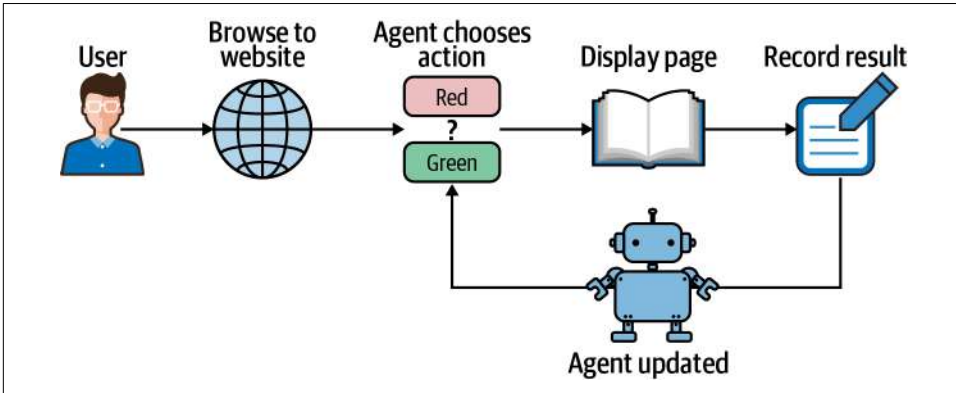 User
Browse to
website
Agent chooses
action
Red
?
Green
Display page
Record result
Agent updated